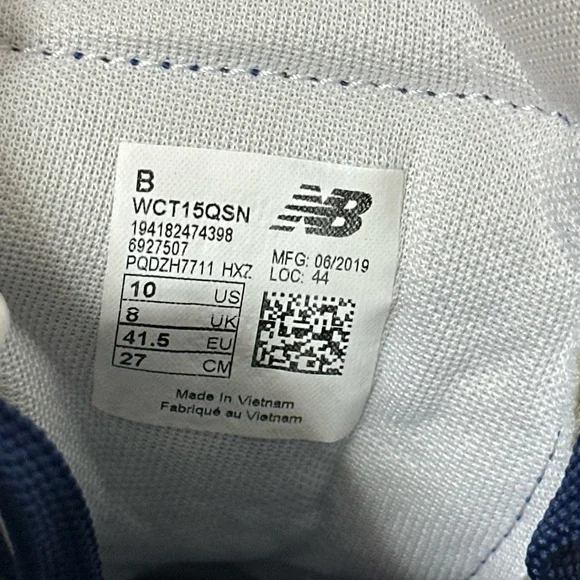 B
WCT15QSN
194182474398
6927507
PQDZH7711 HXZ
NB
MFG: 06/2019
LOC: 44
10 US
8 UK
41.5 EU
27 CM
Made In Vietnam
Fabriqué au Vietnam